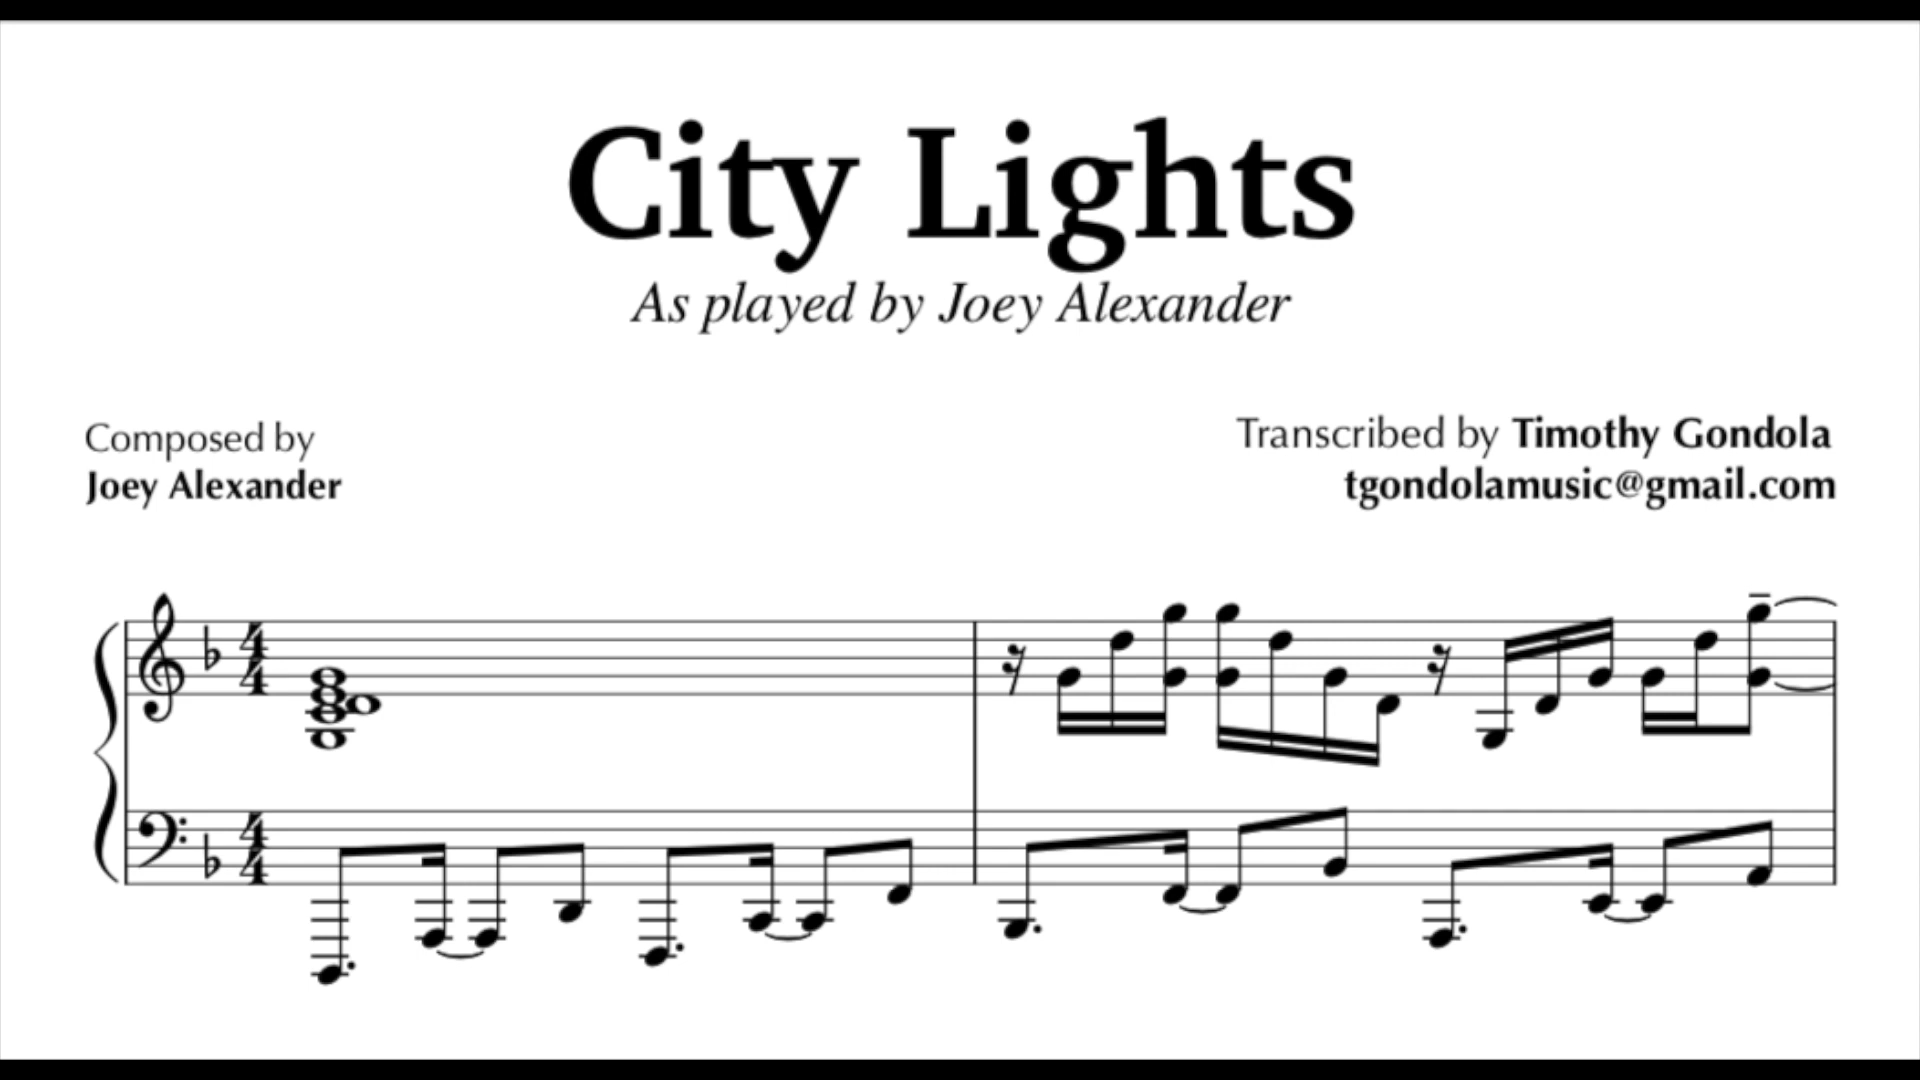 City Lights
As played by Joey Alexander
Composed by
Joey Alexander
Transcribed by Timothy Gondola
tgondolamusic@gmail.com